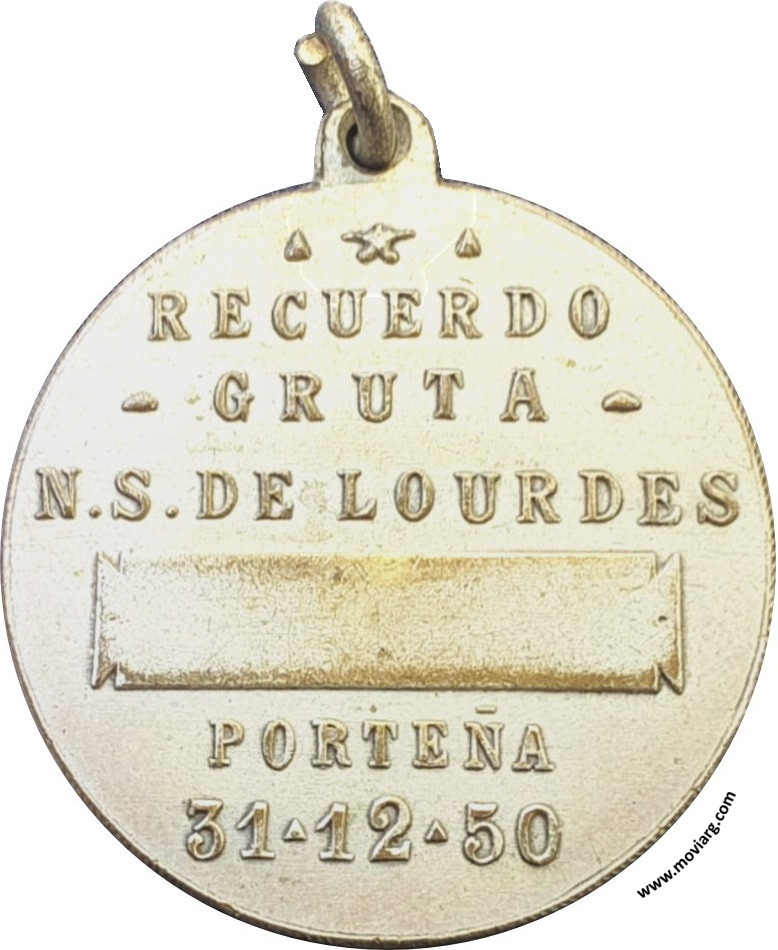 RECUERDO
- GRUTA -
N.S. DE LOURDES
PORTEÑA
31 ▵ 12 ▵ 50
www.moviarg.com